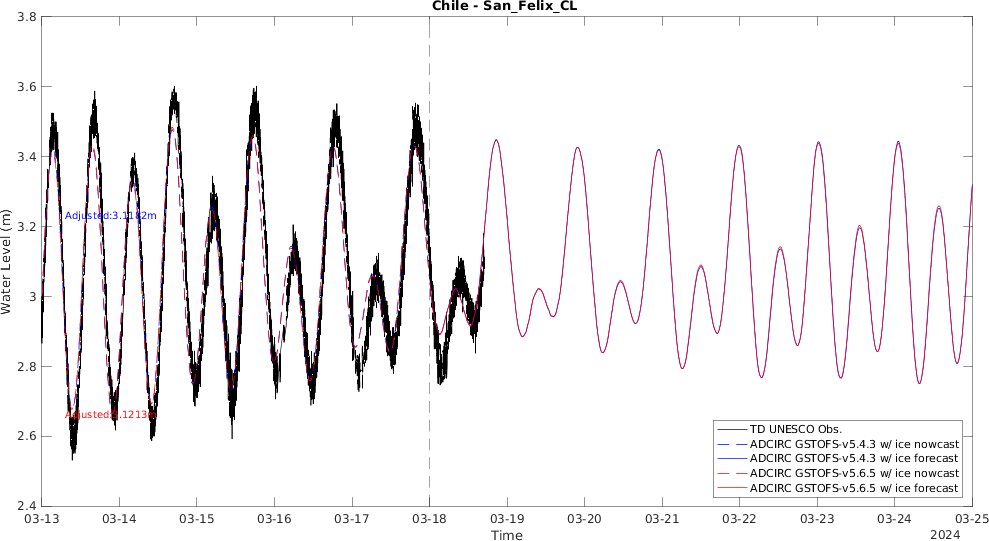 Chile - San_Felix_CL
3.8
3.6
3.4
3.2
3
2.8
2.6
2.4
Water Level (m)
Adjusted:3.1182m
03-13
03-14
03-15
03-16
03-17
03-18
03-19
03-20
03-21
03-22
03-23
03-24
03-25
Time
2024
TD UNESCO Obs.
ADCIRC GSTOFS-v5.4.3 w/ ice nowcast
ADCIRC GSTOFS-v5.4.3 w/ ice forecast
ADCIRC GSTOFS-v5.6.5 w/ ice nowcast
ADCIRC GSTOFS-v5.6.5 w/ ice forecast